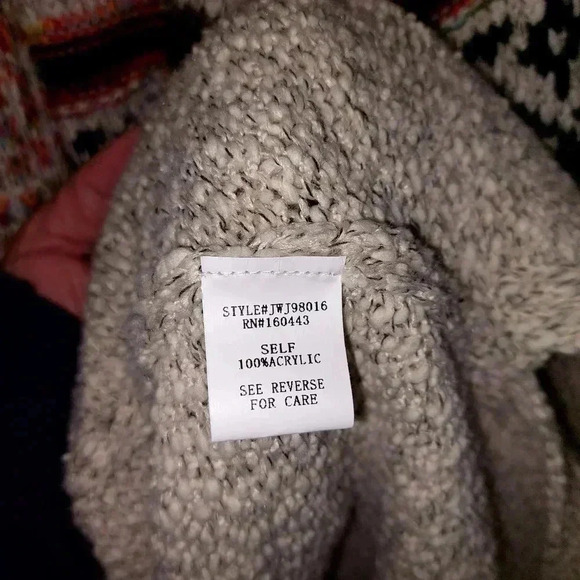 STYLE#JWJ98016
RN#160443
SELF
100%ACRYLIC
SEE REVERSE
FOR CARE